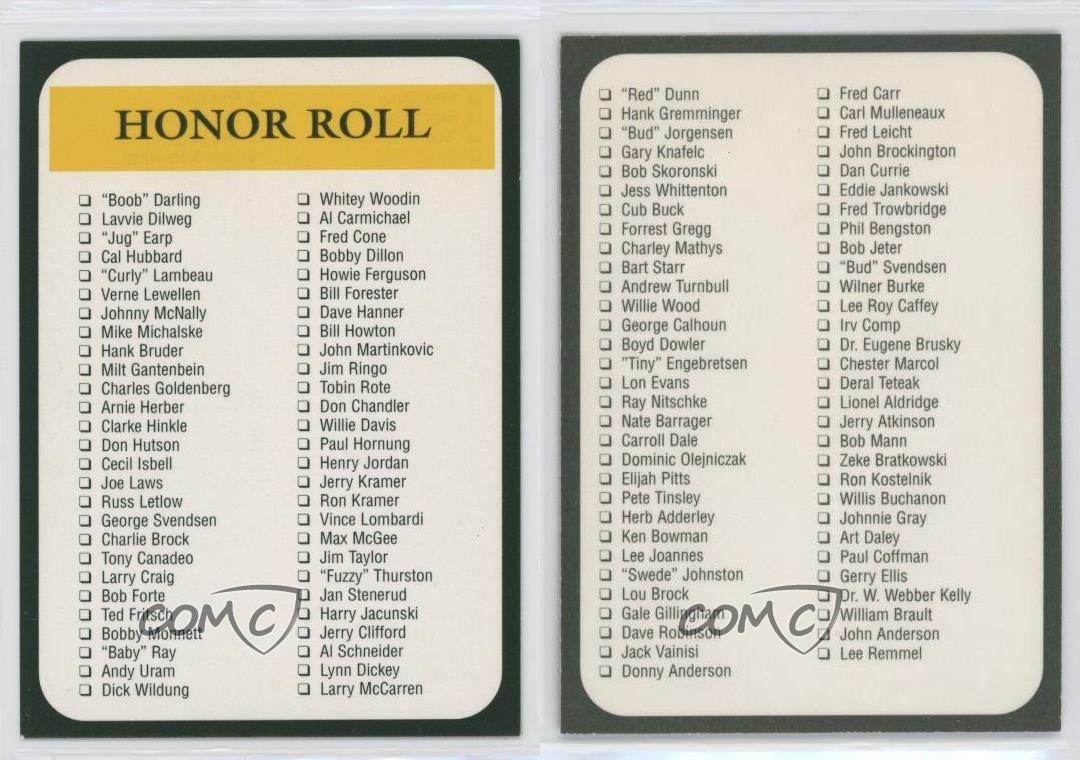 HONOR ROLL
❏ “Boob” Darling
❏ Lavvie Dilweg
❏ “Jug” Earp
❏ Cal Hubbard
❏ “Curly” Lambeau
❏ Verne Lewellen
❏ Johnny McNally
❏ Mike Michalske
❏ Hank Bruder
❏ Milt Gantenbein
❏ Charles Goldenberg
❏ Arnie Herber
❏ Clarke Hinkle
❏ Don Hutson
❏ Cecil Isbell
❏ Joe Laws
❏ Russ Letlow
❏ George Svendsen
❏ Charlie Brock
❏ Tony Canadeo
❏ Larry Craig
❏ Bob Forte
❏ Ted Fritsch
❏ Bobby Monnett
❏ “Baby” Ray
❏ Andy Uram
❏ Dick Wildung
❏ Whitey Woodin
❏ Al Carmichael
❏ Fred Cone
❏ Bobby Dillon
❏ Howie Ferguson
❏ Bill Forester
❏ Dave Hanner
❏ Bill Howton
❏ John Martinkovic
❏ Jim Ringo
❏ Tobin Rote
❏ Don Chandler
❏ Willie Davis
❏ Paul Hornung
❏ Henry Jordan
❏ Jerry Kramer
❏ Ron Kramer
❏ Vince Lombardi
❏ Max McGee
❏ Jim Taylor
❏ “Fuzzy” Thurston
❏ Jan Stenerud
❏ Harry Jacunski
❏ Jerry Clifford
❏ Al Schneider
❏ Lynn Dickey
❏ Larry McCarren
COMC
❏ “Red” Dunn
❏ Hank Gremminger
❏ “Bud” Jorgensen
❏ Gary Knafelc
❏ Bob Skoronski
❏ Jess Whittenton
❏ Cub Buck
❏ Forrest Gregg
❏ Charley Mathys
❏ Bart Starr
❏ Andrew Turnbull
❏ Willie Wood
❏ George Calhoun
❏ Boyd Dowler
❏ ”Tiny” Engebretsen
❏ Lon Evans
❏ Ray Nitschke
❏ Nate Barrager
❏ Carroll Dale
❏ Dominic Olejniczak
❏ Elijah Pitts
❏ Pete Tinsley
❏ Herb Adderley
❏ Ken Bowman
❏ Lee Joannes
❏ “Swede” Johnston
❏ Lou Brock
❏ Gale Gillingham
❏ Dave Robinson
❏ Jack Vainisi
❏ Donny Anderson
❏ Fred Carr
❏ Carl Mulleneaux
❏ Fred Leicht
❏ John Brockington
❏ Dan Currie
❏ Eddie Jankowski
❏ Fred Trowbridge
❏ Phil Bengston
❏ Bob Jeter
❏ “Bud” Svendsen
❏ Wilner Burke
❏ Lee Roy Caffey
❏ Irv Comp
❏ Dr. Eugene Brusky
❏ Chester Marcol
❏ Deral Teteak
❏ Lionel Aldridge
❏ Jerry Atkinson
❏ Bob Mann
❏ Zeke Bratkowski
❏ Ron Kostelnik
❏ Willis Buchanon
❏ Johnnie Gray
❏ Art Daley
❏ Paul Coffman
❏ Gerry Ellis
❏ Dr. W. Webber Kelly
❏ William Brault
❏ John Anderson
❏ Lee Remmel
COMC